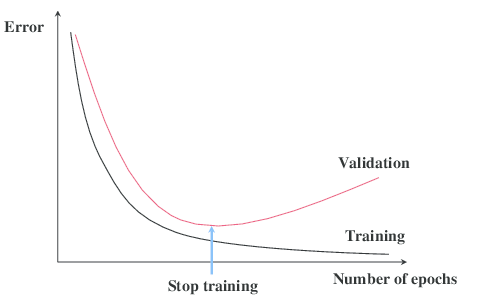 Error
Validation
Training
Number of epochs
Stop training